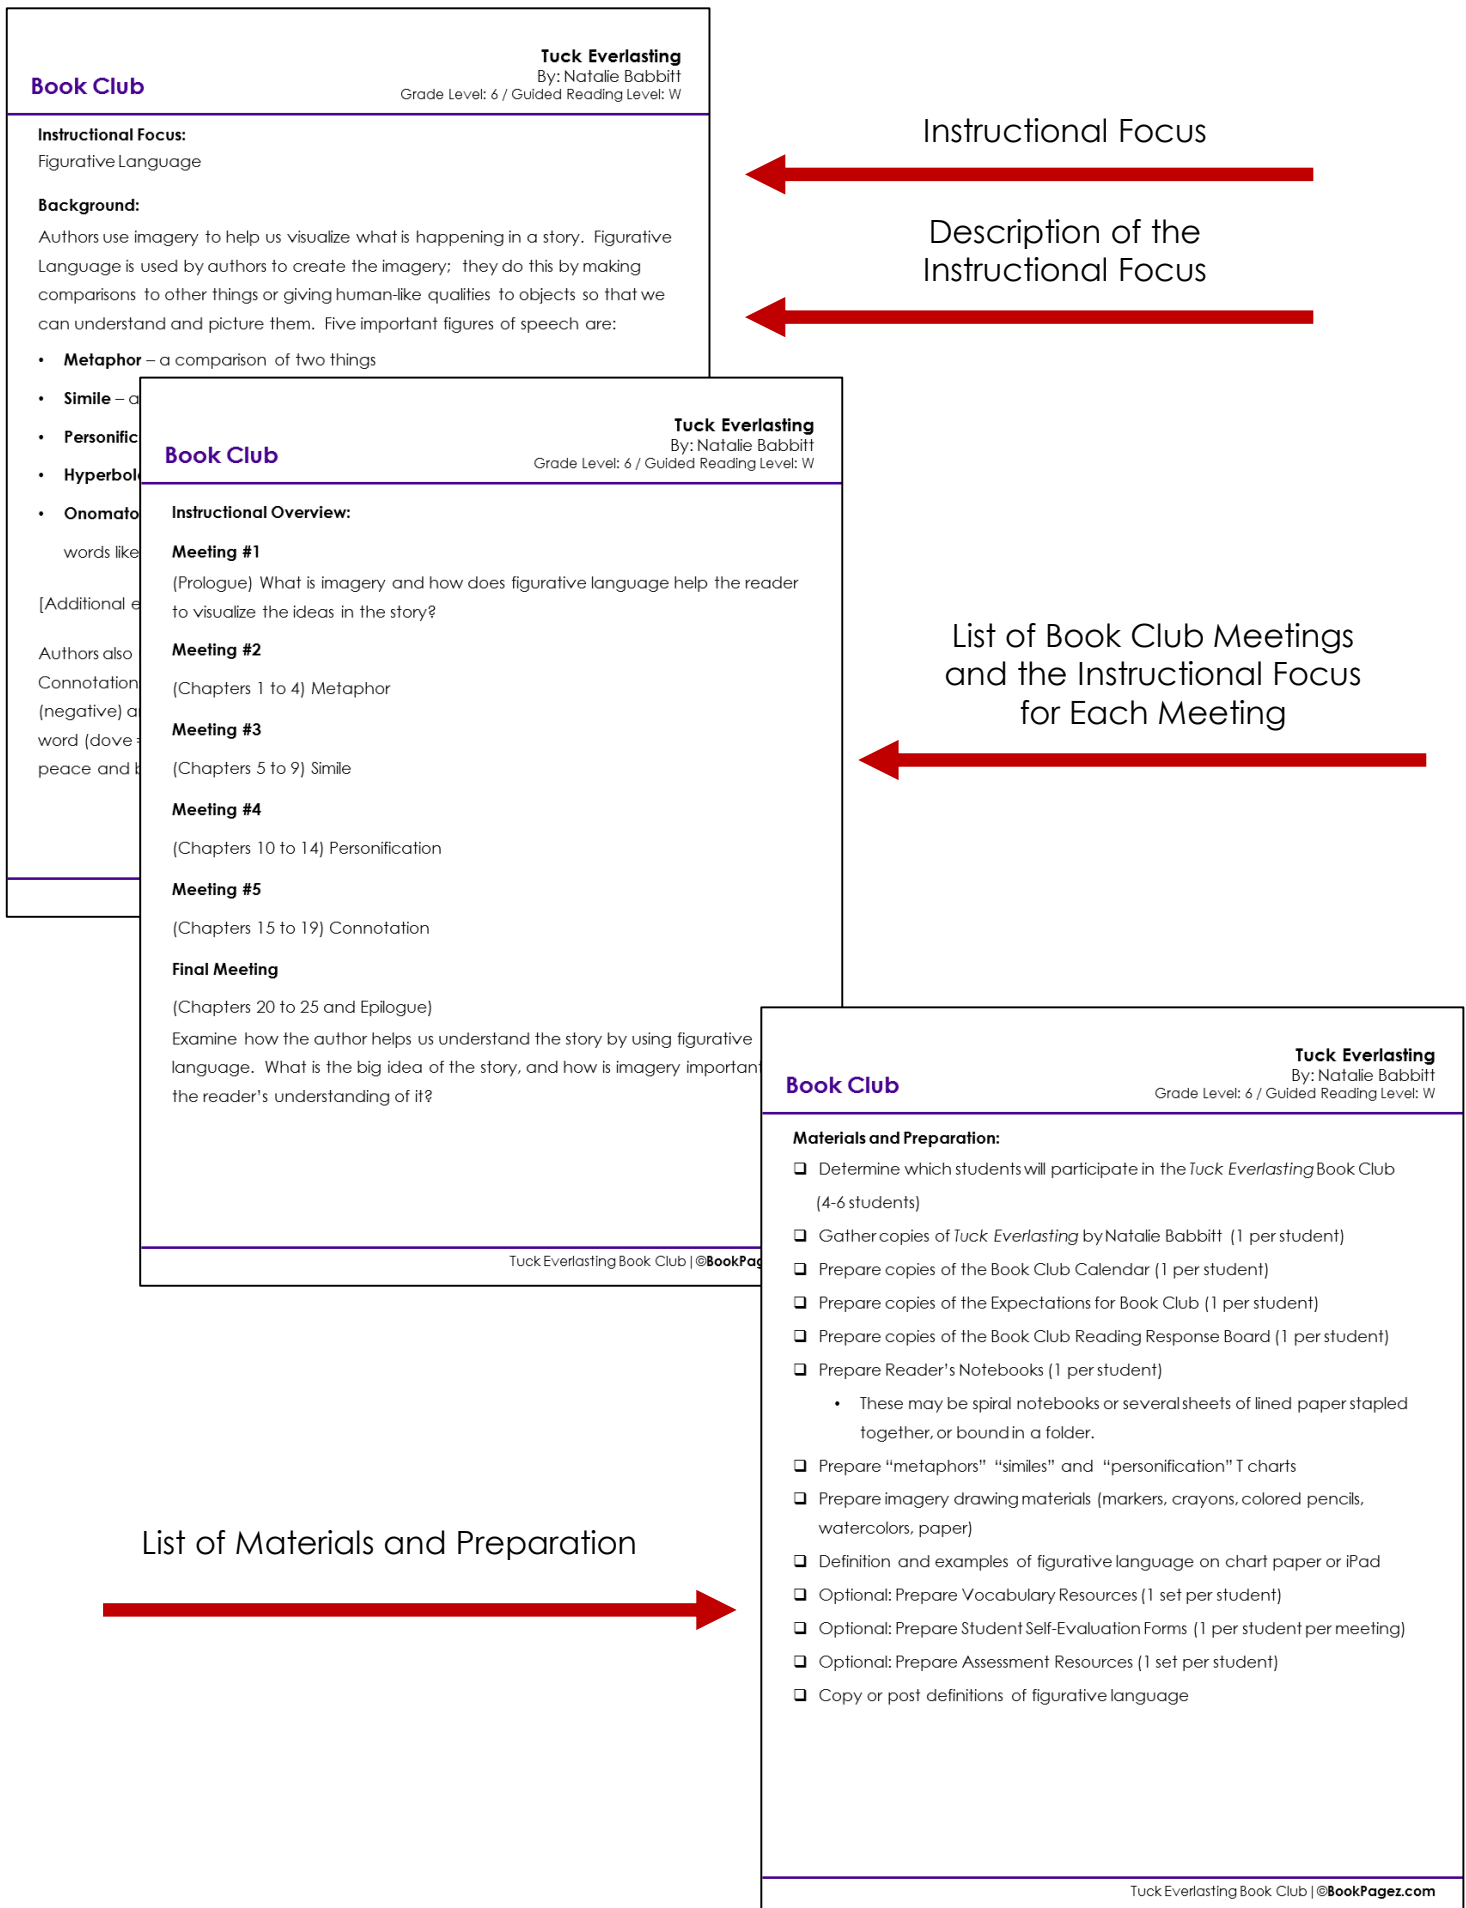 Tuck Everlasting
By: Natalie Babbitt
Book Club
Grade Level: 6 / Guided Reading Level: W
Instructional Focus:
Figurative Language
Background:
Authors use imagery to help us visualize what is happening in a story. Figurative
Language is used by authors to create the imagery; they do this by making
comparisons to other things or giving human-like qualities to objects so that we
can understand and picture them. Five important figures of speech are:
• Metaphor – a comparison of two things
• Simile – a
• Personific
• Hyperbol
• Onomato
words like
[Additional e
Authors also
Connotation
(negative) a
word (dove =
peace and b
Instructional Focus
Description of the
Instructional Focus
Tuck Everlasting
By: Natalie Babbitt
Book Club
Grade Level: 6 / Guided Reading Level: W
Instructional Overview:
Meeting #1
(Prologue) What is imagery and how does figurative language help the reader
to visualize the ideas in the story?
Meeting #2
(Chapters 1 to 4) Metaphor
Meeting #3
(Chapters 5 to 9) Simile
Meeting #4
(Chapters 10 to 14) Personification
Meeting #5
(Chapters 15 to 19) Connotation
Final Meeting
(Chapters 20 to 25 and Epilogue)
Examine how the author helps us understand the story by using figurative
language. What is the big idea of the story, and how is imagery important
the reader's understanding of it?
Tuck Everlasting Book Club | ©BookPag
List of Book Club Meetings
and the Instructional Focus
for Each Meeting
Tuck Everlasting
By: Natalie Babbitt
Book Club
Grade Level: 6 / Guided Reading Level: W
Materials and Preparation:
❑ Determine which students will participate in the Tuck Everlasting Book Club
(4-6 students)
❑ Gather copies of Tuck Everlasting by Natalie Babbitt (1 per student)
❑ Prepare copies of the Book Club Calendar (1 per student)
❑ Prepare copies of the Expectations for Book Club (1 per student)
❑ Prepare copies of the Book Club Reading Response Board (1 per student)
❑ Prepare Reader's Notebooks (1 per student)
• These may be spiral notebooks or several sheets of lined paper stapled
together, or bound in a folder.
❑ Prepare “metaphors” “similes” and “personification” T charts
❑ Prepare imagery drawing materials (markers, crayons, colored pencils,
watercolors, paper)
❑ Definition and examples of figurative language on chart paper or iPad
❑ Optional: Prepare Vocabulary Resources (1 set per student)
❑ Optional: Prepare Student Self-Evaluation Forms (1 per student per meeting)
❑ Optional: Prepare Assessment Resources (1 set per student)
❑ Copy or post definitions of figurative language
Tuck Everlasting Book Club | ©BookPagez.com
List of Materials and Preparation